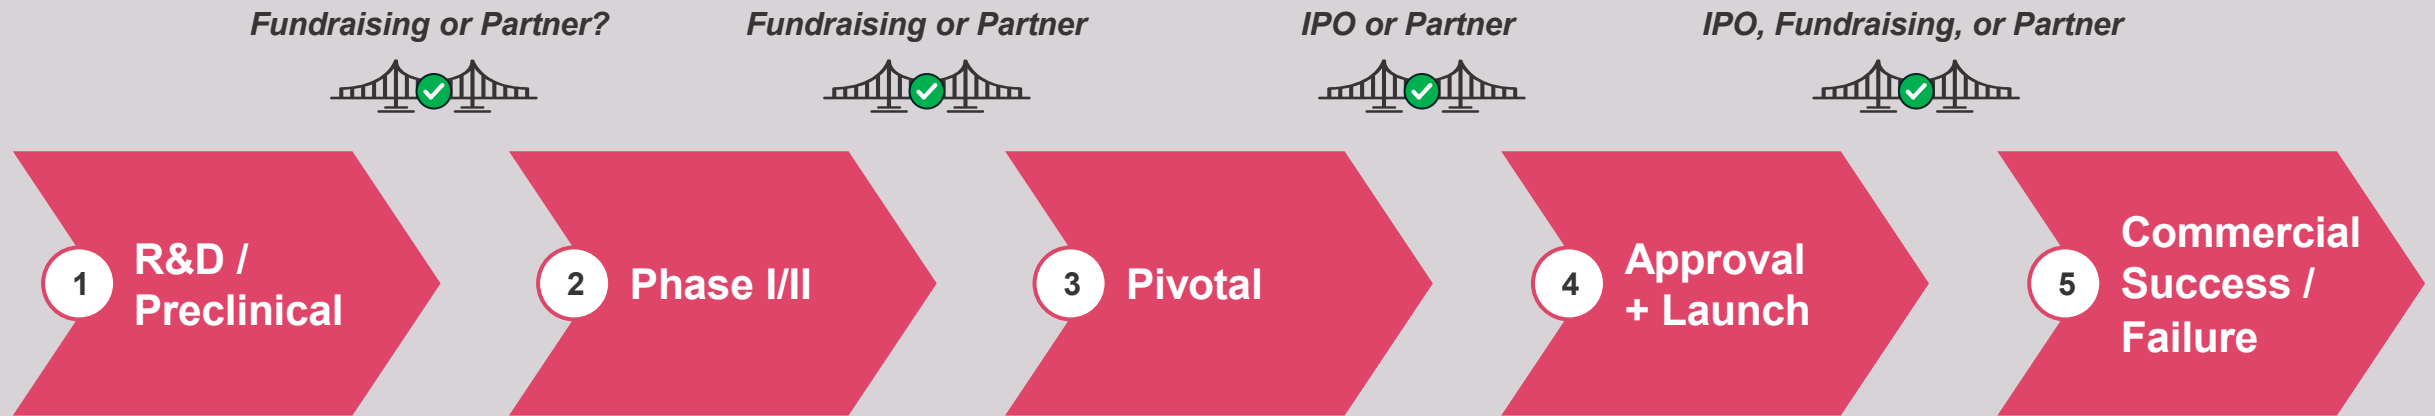 Fundraising or Partner?
Fundraising or Partner
IPO or Partner
IPO, Fundraising, or Partner
1
R&D /
Preclinical
2
Phase I/II
3
Pivotal
4
Approval
+ Launch
5
Commercial
Success /
Failure